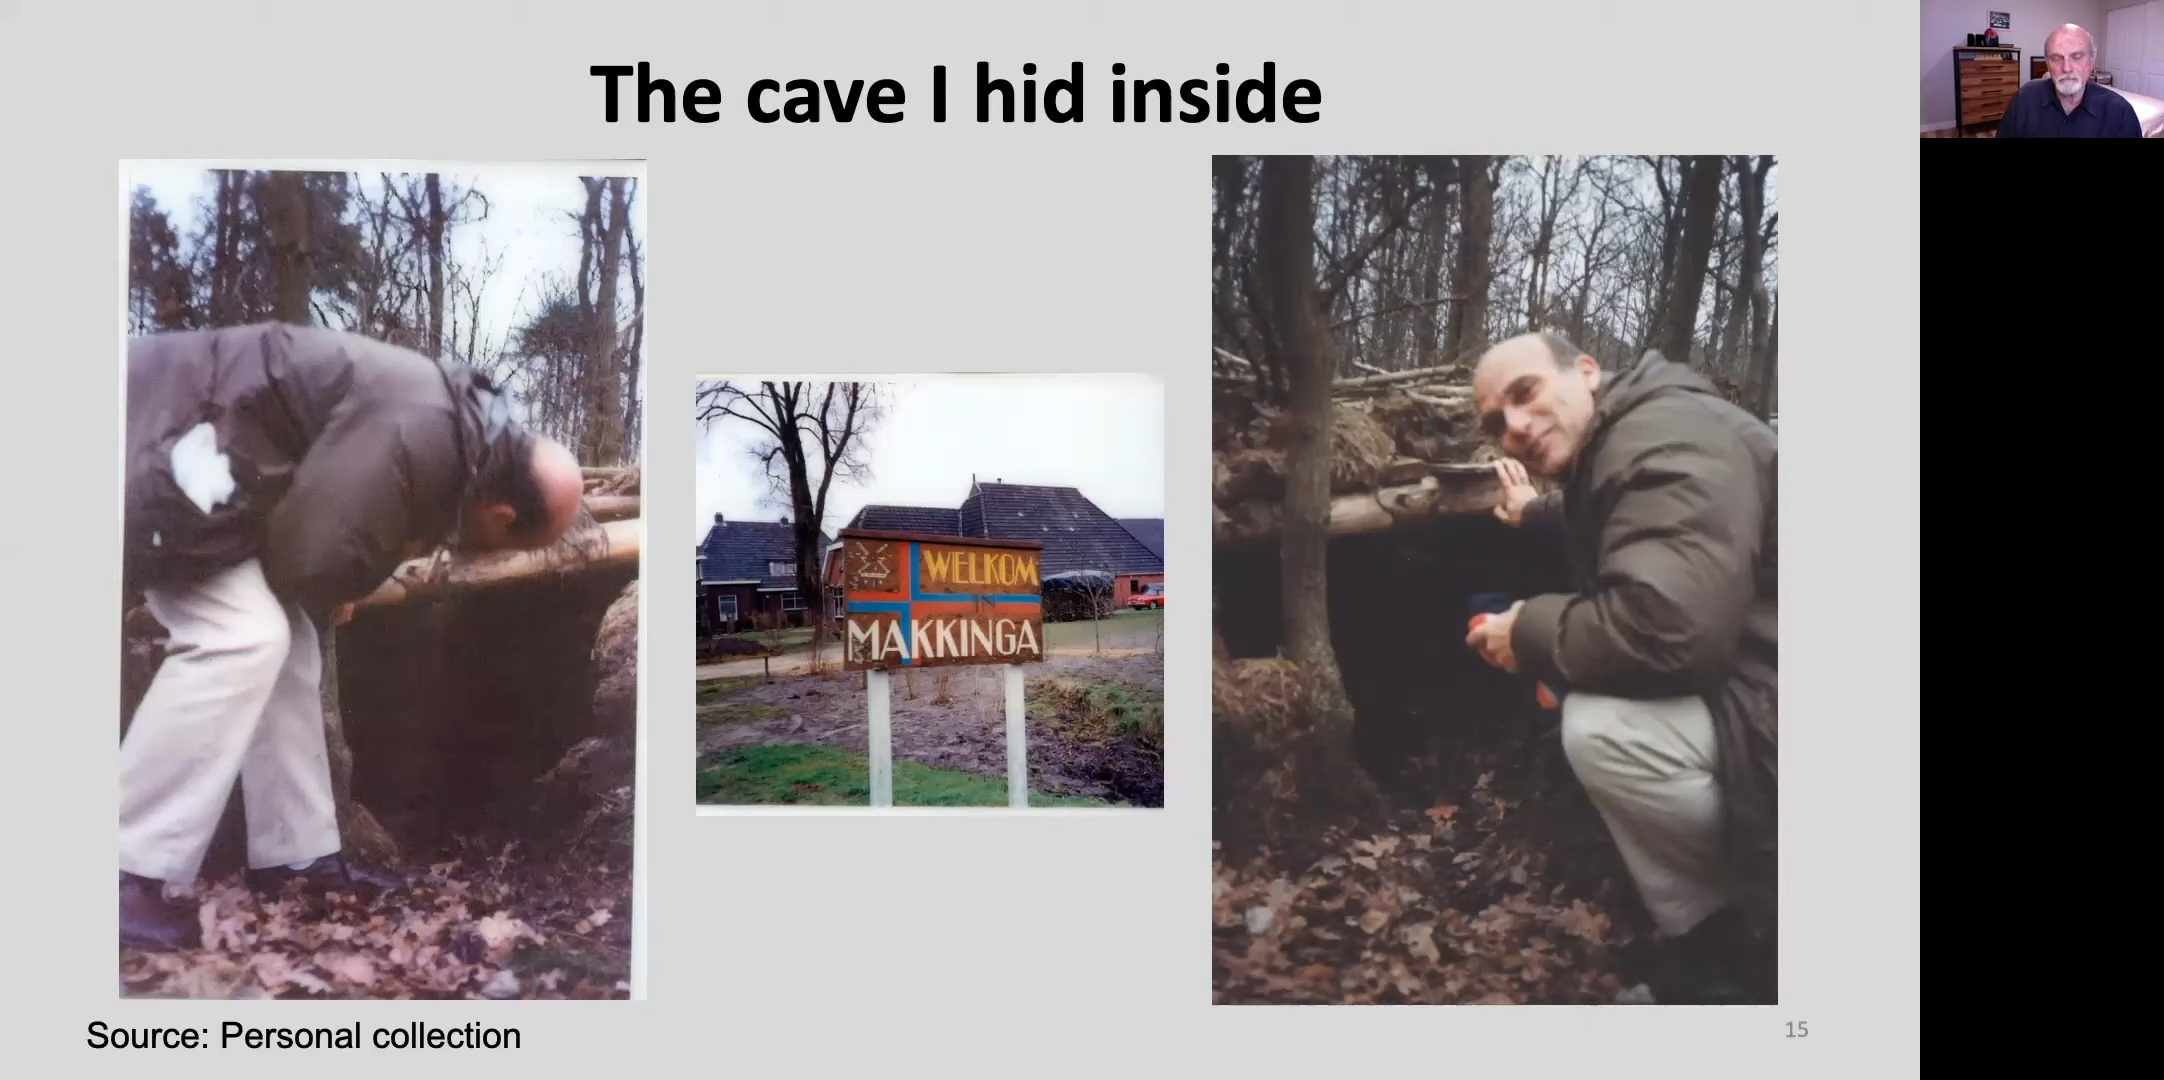 The cave I hid inside
WELKOM
IN
MAKKINGA
Source: Personal collection
15